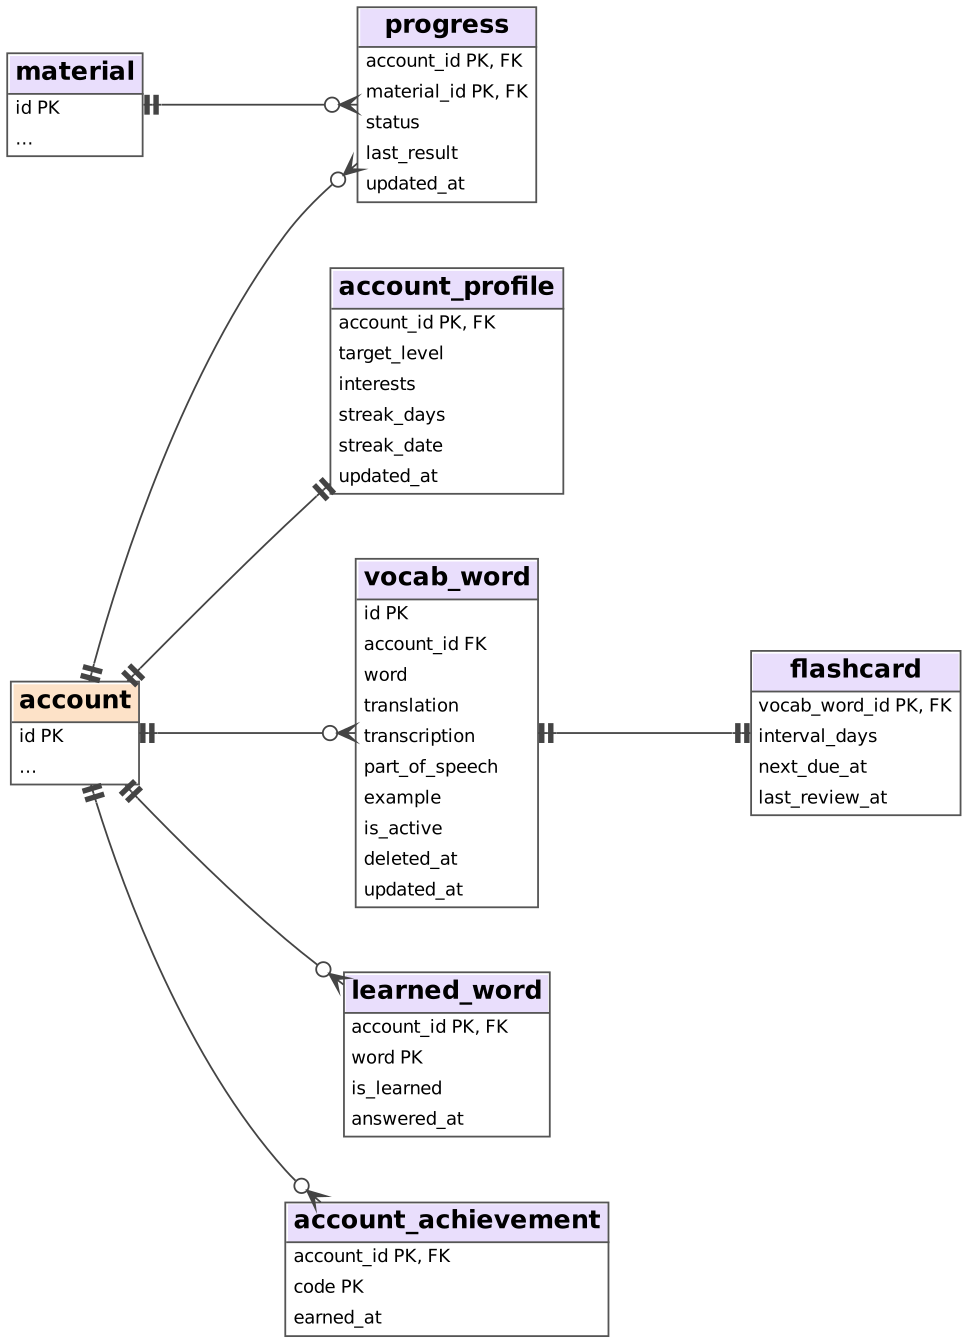 progress
account_id PK, FK
material_id PK, FK
status
last_result
updated_at
material
id PK
...
account_profile
account_id PK, FK
target_level
interests
streak_days
streak_date
updated_at
vocab_word
id PK
account_id FK
word
translation
transcription
part_of_speech
example
is_active
deleted_at
updated_at
flashcard
vocab_word_id PK, FK
interval_days
next_due_at
last_review_at
account
id PK
...
learned_word
account_id PK, FK
word PK
is_learned
answered_at
account_achievement
account_id PK, FK
code PK
earned_at